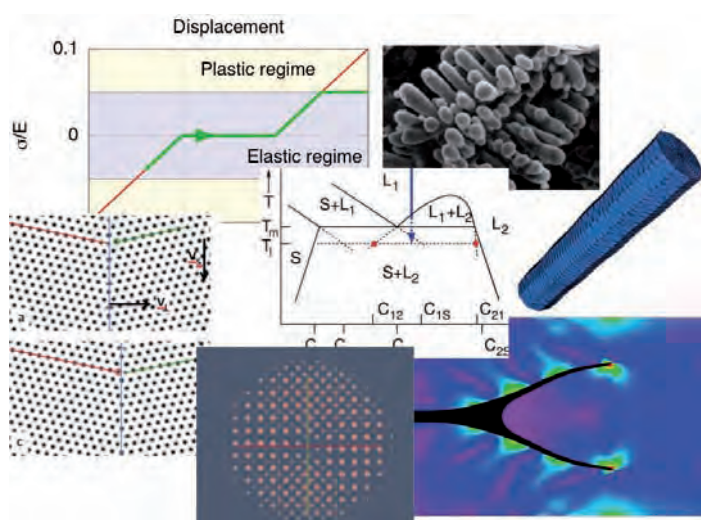 Displacement
0.1
Plastic regime
σ/E
0
Elastic regime
T
L₁
S+L₁
L₁+L₂
L₂
Tₘ
S
S+L₂
C₁₂
C₁S
C₂₁
C
C
C
C₂S
a
c